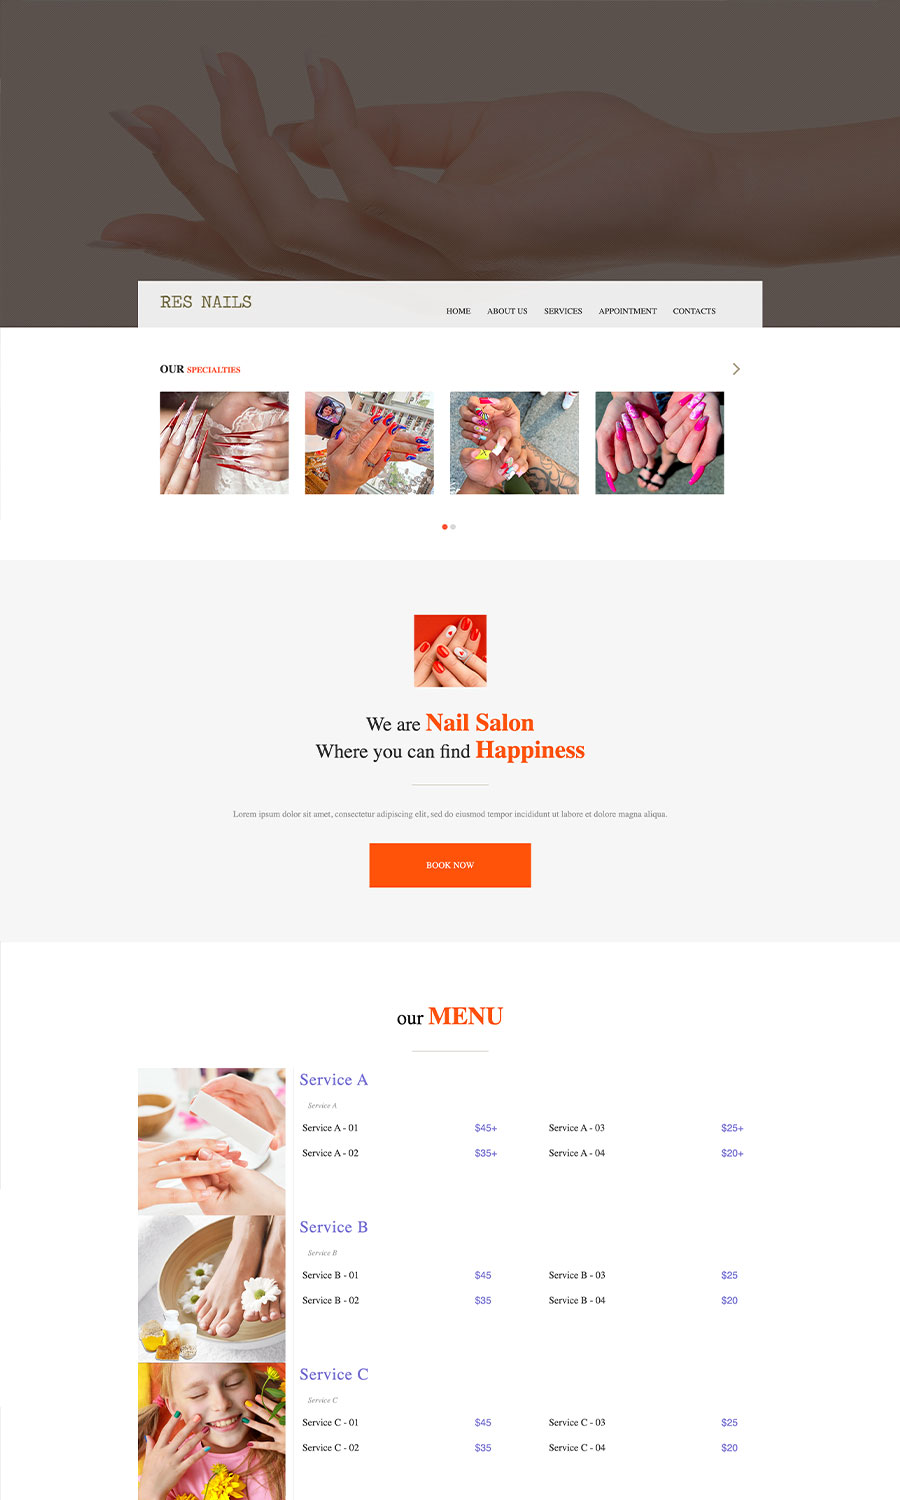 RES NAILS
HOME ABOUT US SERVICES APPOINTMENT CONTACTS
OUR SPECIALTIES
We are Nail Salon
Where you can find Happiness
Lorem ipsum dolor sit amet, consectetur adipiscing elit, sed do eiusmod tempor incididunt ut labore et dolore magna aliqua.
BOOK NOW
our MENU
Service A
Service A
Service A - 01 $45+ Service A - 03 $25+
Service A - 02 $35+ Service A - 04 $20+
Service B
Service B
Service B - 01 $45 Service B - 03 $25
Service B - 02 $35 Service B - 04 $20
Service C
Service C
Service C - 01 $45 Service C - 03 $25
Service C - 02 $35 Service C - 04 $20